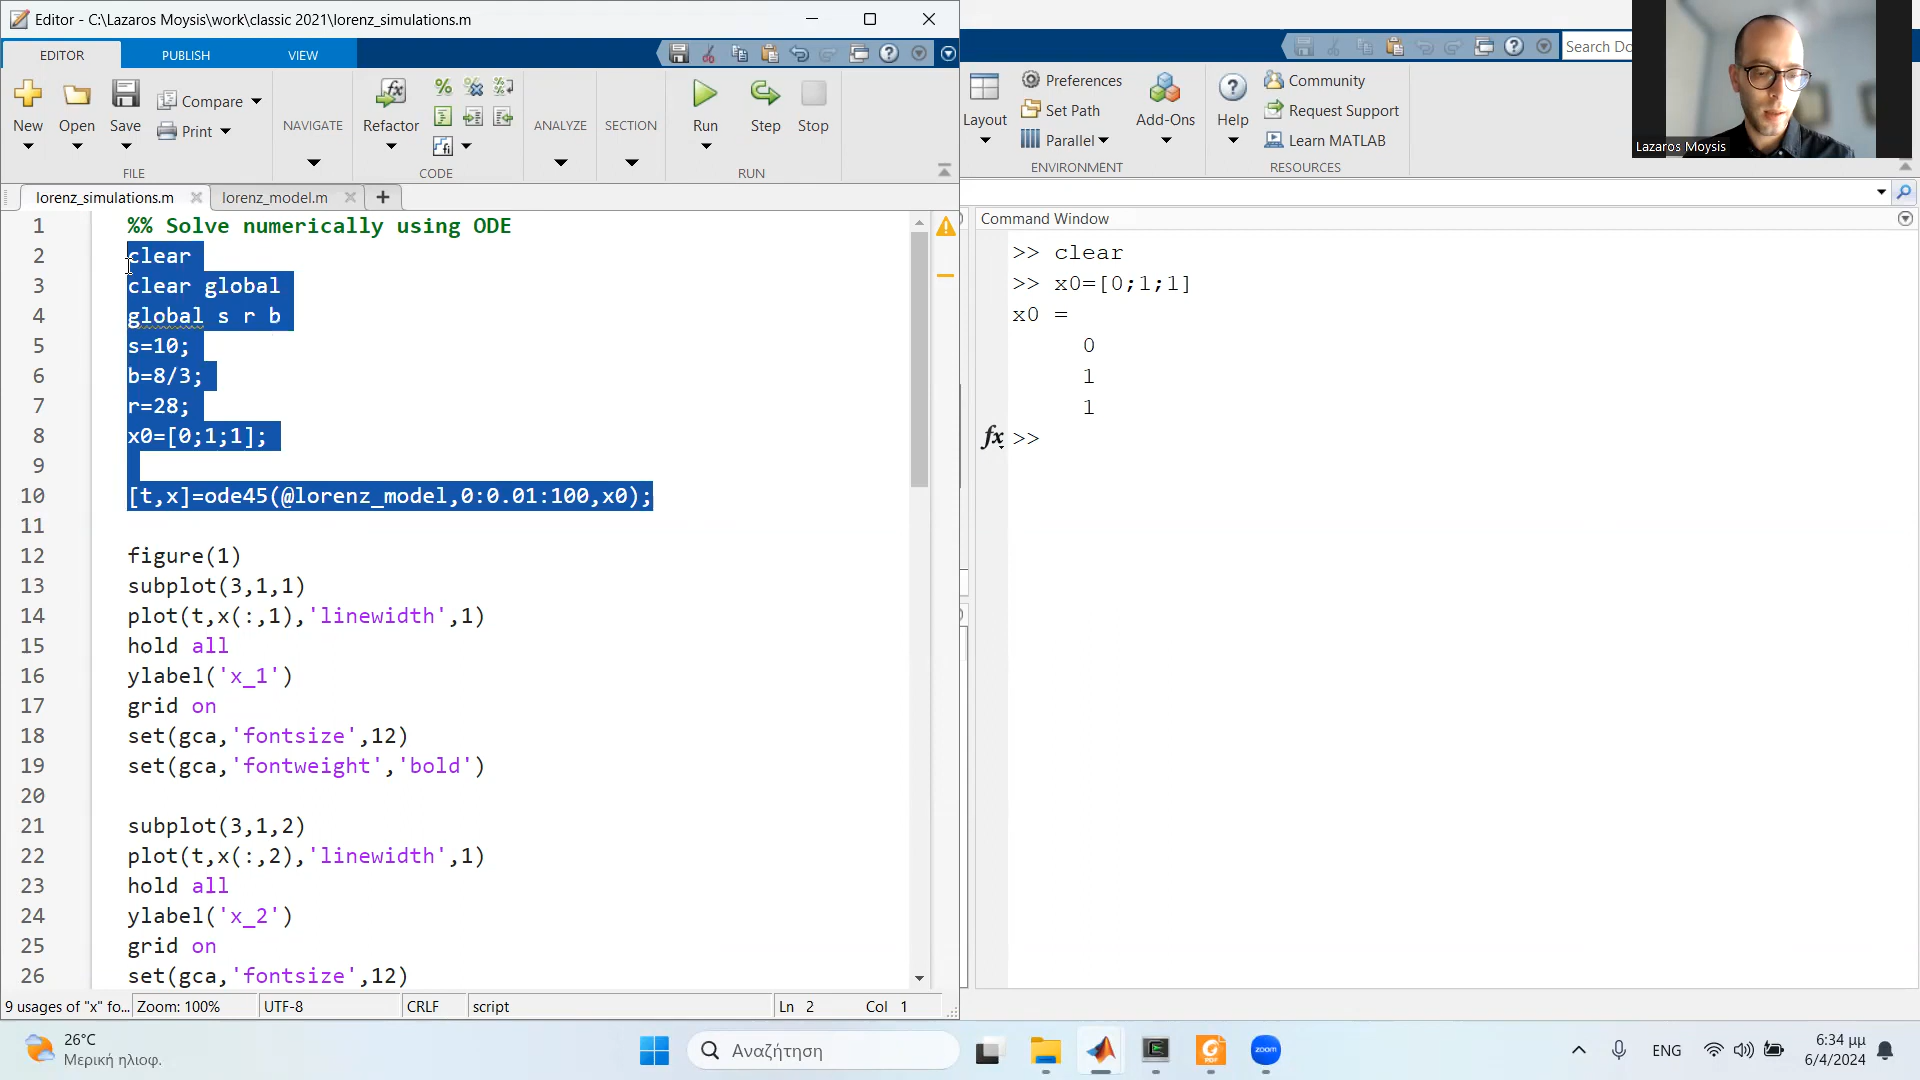 Editor - C:\Lazaros Moysis\work\classic 2021\lorenz_simulations.m
EDITOR
PUBLISH
VIEW
Search Do
New
Open
Save
Compare
Print
FILE
NAVIGATE
Refactor
CODE
ANALYZE
SECTION
Run
Step
Stop
RUN
Layout
Preferences
Set Path
Parallel
ENVIRONMENT
Add-Ons
Help
Community
Request Support
Learn MATLAB
RESOURCES
Lazaros Moysis
lorenz_simulations.m
lorenz_model.m
1 %% Solve numerically using ODE
2 clear
3 clear global
4 global s r b
5 s=10;
6 b=8/3;
7 r=28;
8 x0=[0;1;1];
9
10 [t,x]=ode45(@lorenz_model,0:0.01:100,x0);
11
12 figure(1)
13 subplot(3,1,1)
14 plot(t,x(:,1),'linewidth',1)
15 hold all
16 ylabel('x_1')
17 grid on
18 set(gca,'fontsize',12)
19 set(gca,'fontweight','bold')
20
21 subplot(3,1,2)
22 plot(t,x(:,2),'linewidth',1)
23 hold all
24 ylabel('x_2')
25 grid on
26 set(gca,'fontsize',12)
Command Window
>> clear
>> x0=[0;1;1]
x0 =
0
1
1
fx >>
9 usages of "x" fo... Zoom: 100% UTF-8 CRLF script Ln 2 Col 1
26°C
Μερική ηλιοφ.
Αναζήτηση
zoom
ENG
6:34 μμ
6/4/2024